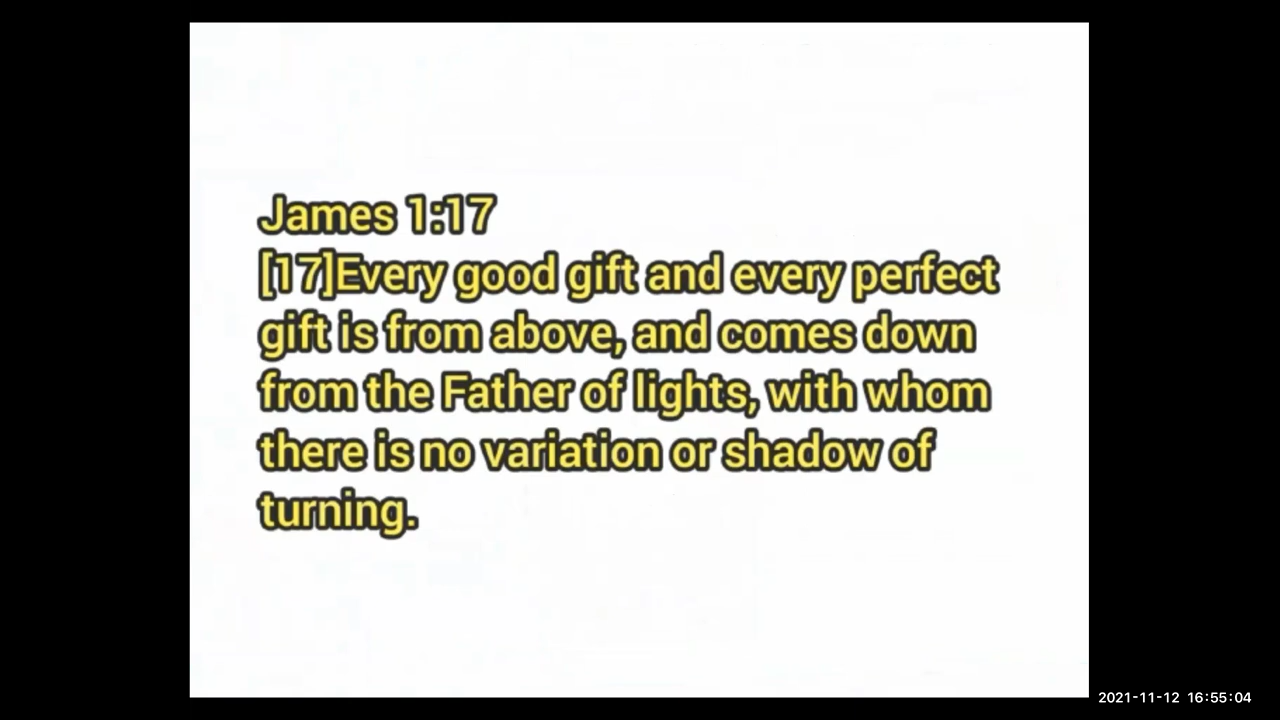 James 1:17
[17]Every good gift and every perfect
gift is from above, and comes down
from the Father of lights, with whom
there is no variation or shadow of
turning.
2021-11-12 16:55:04